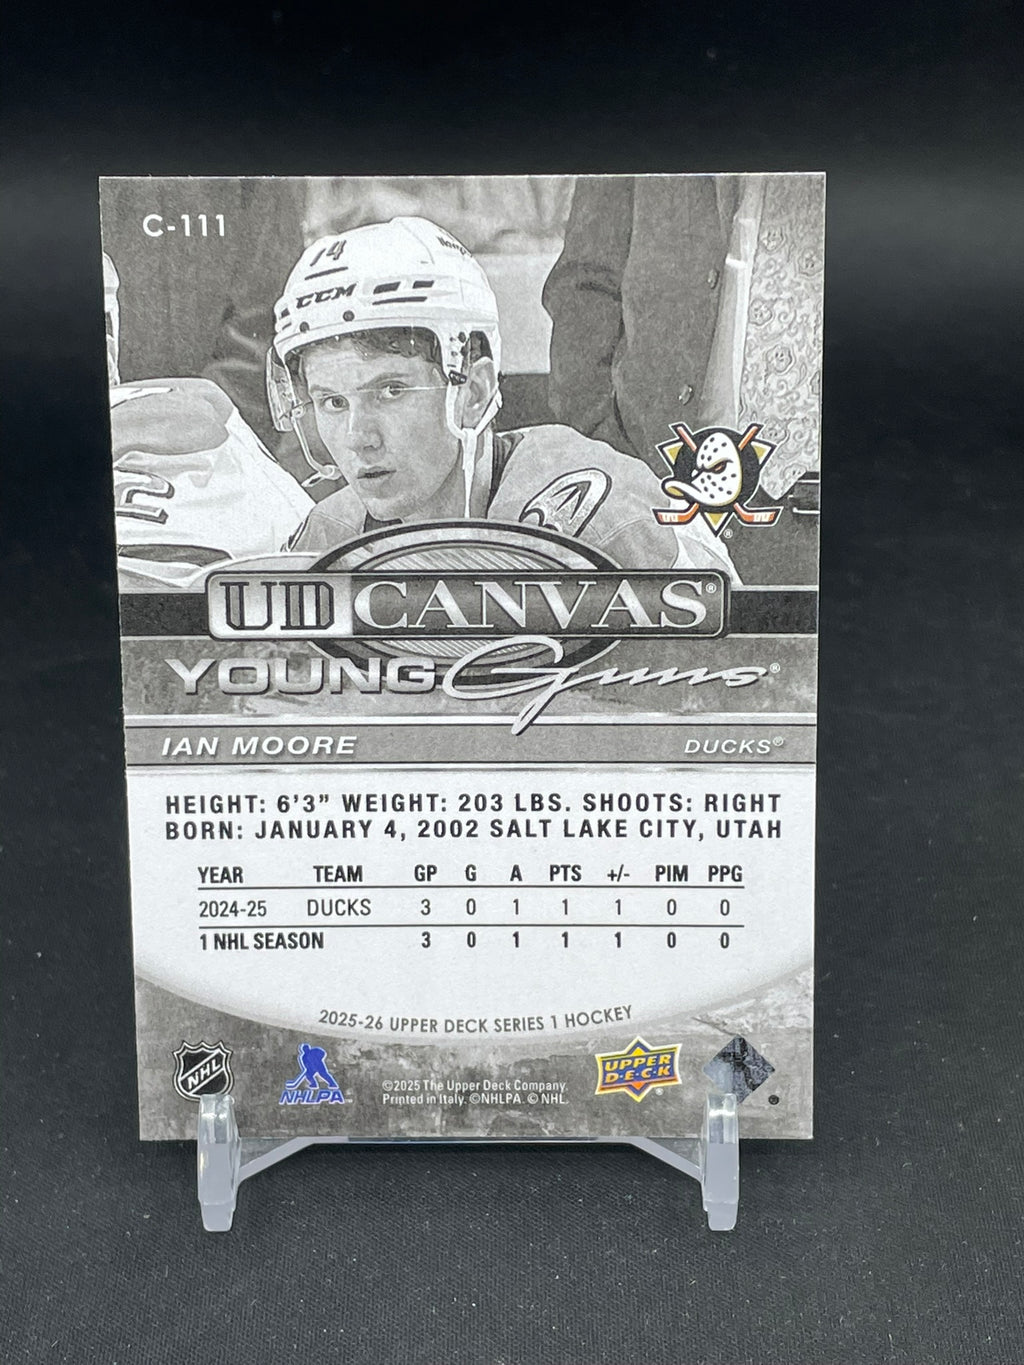 C-111
74
CCM
2
UD CANVAS®
YOUNG Guns®
IAN MOORE DUCKS®
HEIGHT: 6'3" WEIGHT: 203 LBS. SHOOTS: RIGHT
BORN: JANUARY 4, 2002 SALT LAKE CITY, UTAH
YEAR TEAM GP G A PTS +/- PIM PPG
2024-25 DUCKS 3 0 1 1 1 0 0
1 NHL SEASON 3 0 1 1 1 0 0
2025-26 UPPER DECK SERIES 1 HOCKEY
NHL
NHLPA
©2025 The Upper Deck Company.
Printed in Italy. ©NHLPA. © NHL.
UPPER
D·E·C·K